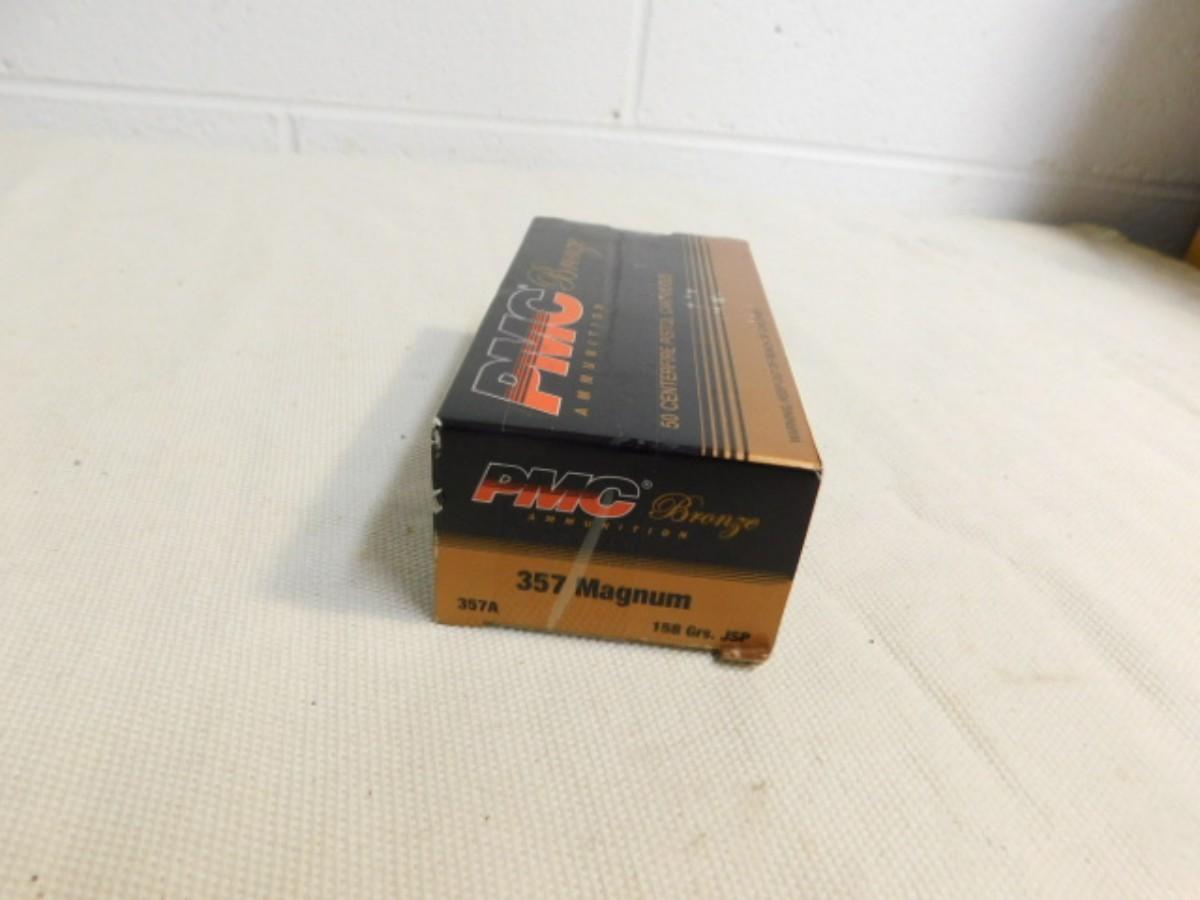 PMC® Bronze
AMMUNITION
50 CENTERFIRE PISTOL CARTRIDGES
PMC® Bronze
AMMUNITION
357 Magnum
357A
158 Grs. JSP